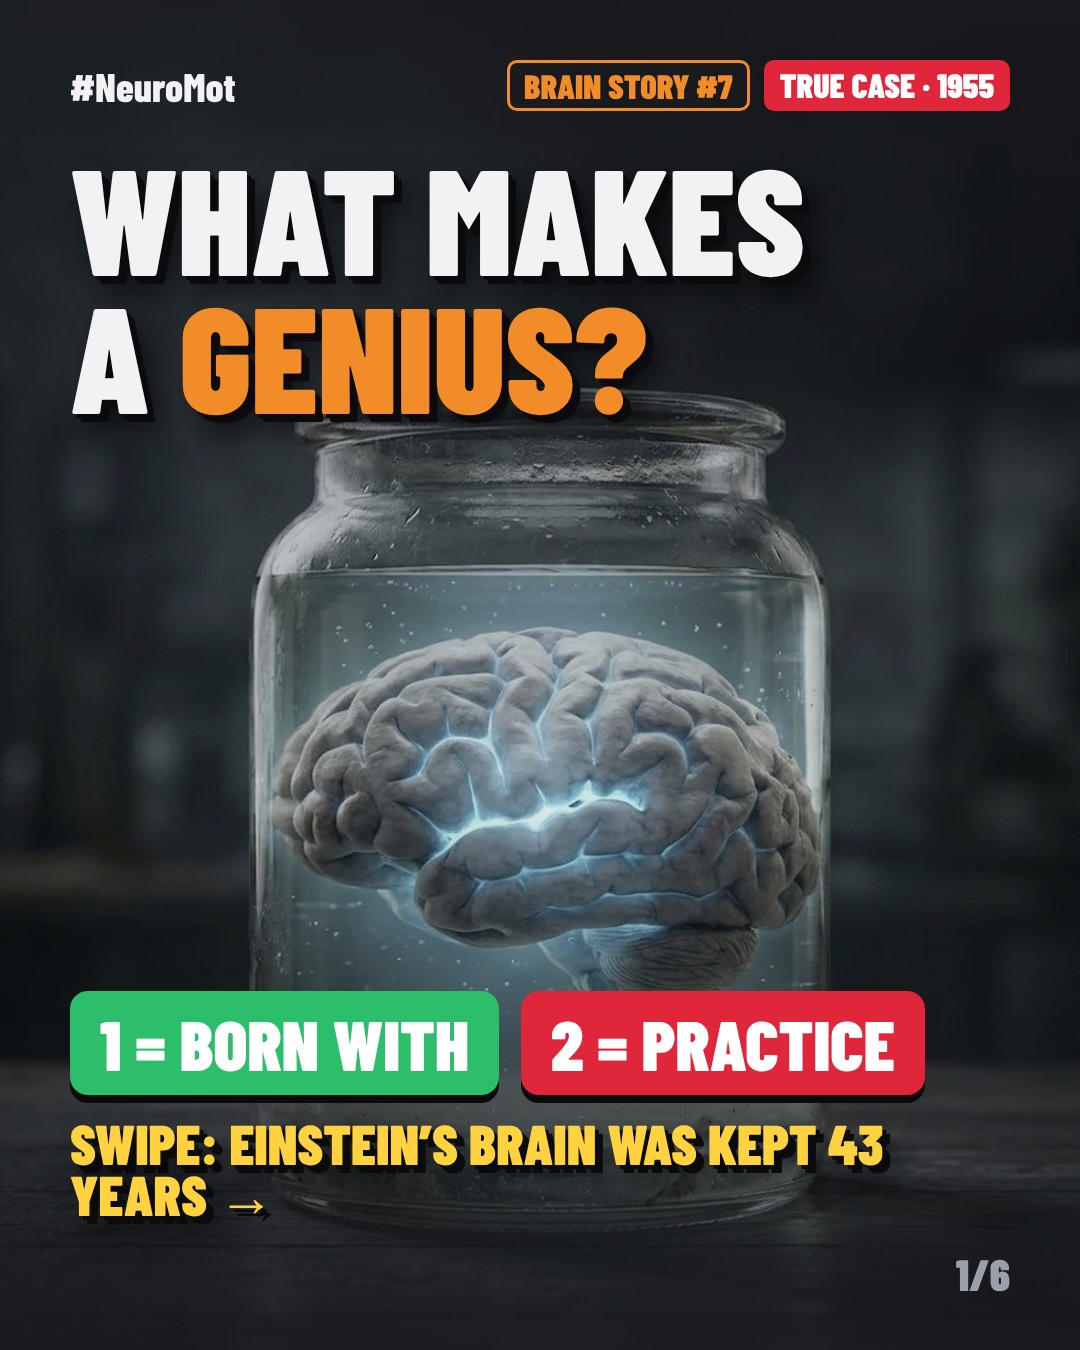 #NeuroMot
BRAIN STORY #7
TRUE CASE · 1955
WHAT MAKES
A GENIUS?
1 = BORN WITH
2 = PRACTICE
SWIPE: EINSTEIN’S BRAIN WAS KEPT 43
YEARS →
1/6